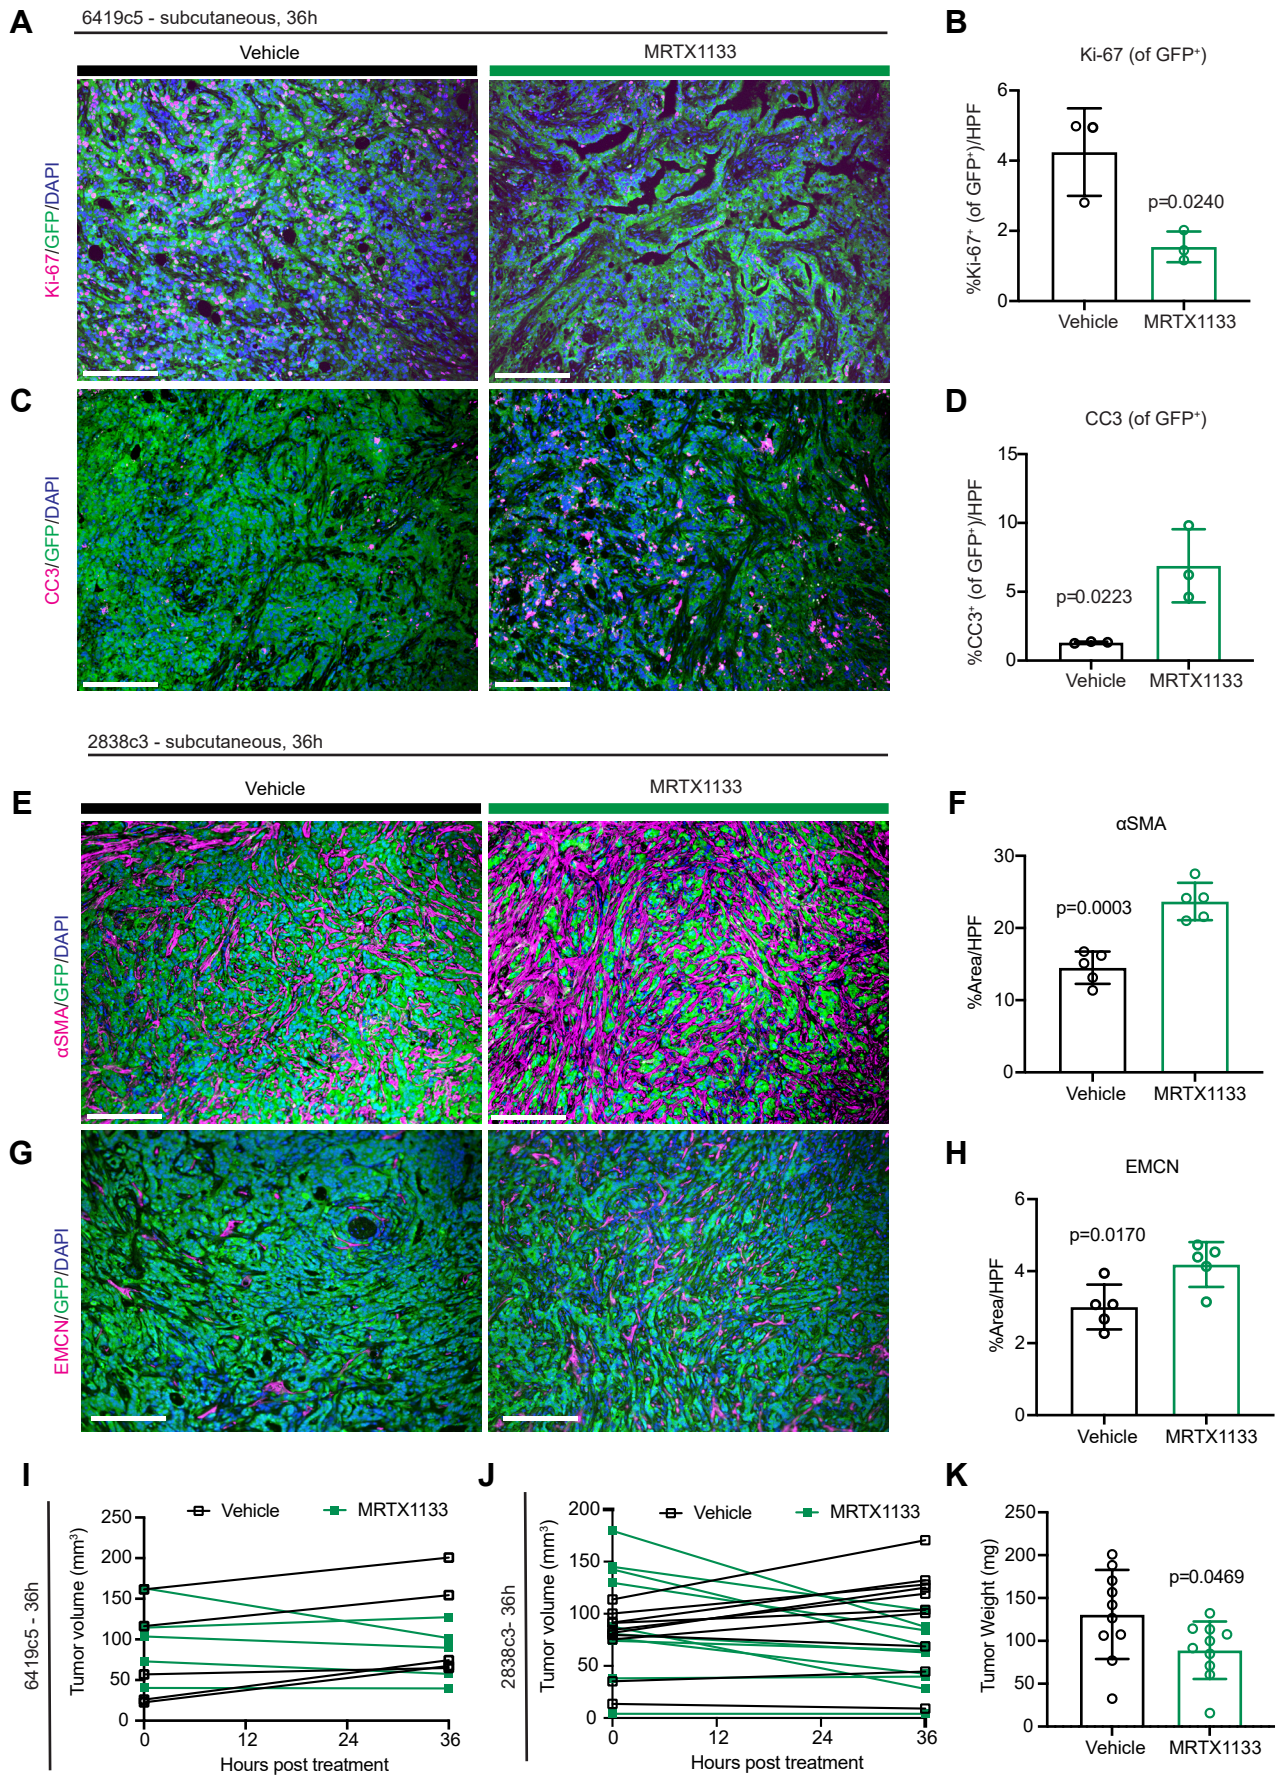 A
6419c5 - subcutaneous, 36h
Vehicle
MRTX1133
Ki-67/GFP/DAPI
B
Ki-67 (of GFP⁺)
%Ki-67⁺ (of GFP⁺)/HPF
6
4
2
0
p=0.0240
Vehicle
MRTX1133
C
CC3/GFP/DAPI
D
CC3 (of GFP⁺)
%CC3⁺ (of GFP⁺)/HPF
15
10
5
0
p=0.0223
Vehicle
MRTX1133
2838c3 - subcutaneous, 36h
Vehicle
MRTX1133
E
αSMA/GFP/DAPI
F
αSMA
%Area/HPF
30
20
10
0
p=0.0003
Vehicle
MRTX1133
G
EMCN/GFP/DAPI
H
EMCN
%Area/HPF
6
4
2
0
p=0.0170
Vehicle
MRTX1133
I
6419c5 - 36h
Vehicle
MRTX1133
Tumor volume (mm³)
250
200
150
100
50
0
0
12
24
36
Hours post treatment
J
2838c3- 36h
Vehicle
MRTX1133
Tumor volume (mm³)
200
150
100
50
0
0
12
24
36
Hours post treatment
K
Tumor Weight (mg)
250
200
150
100
50
0
p=0.0469
Vehicle
MRTX1133